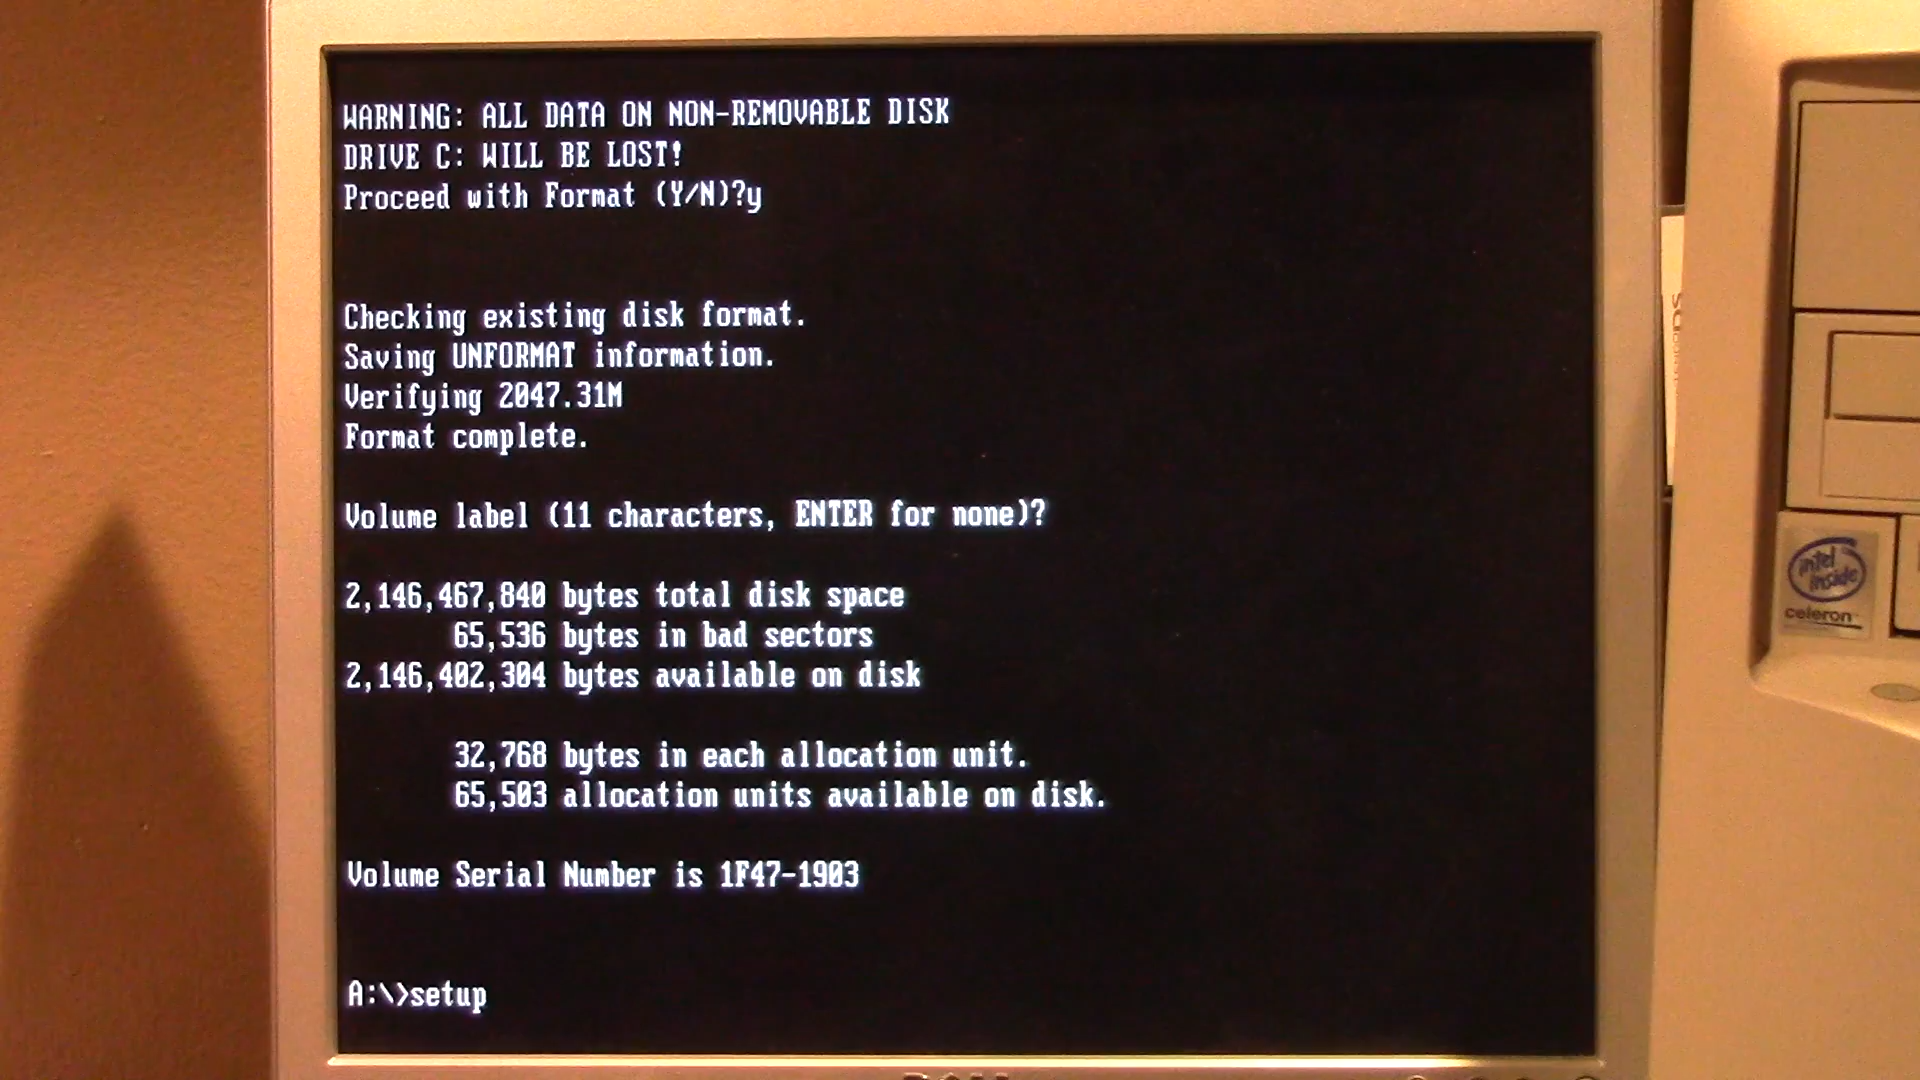 WARNING: ALL DATA ON NON-REMOVABLE DISK
DRIVE C: WILL BE LOST!
Proceed with Format (Y/N)?y
Checking existing disk format.
Saving UNFORMAT information.
Verifying 2047.31M
Format complete.
Volume label (11 characters, ENTER for none)?
2,146,467,840 bytes total disk space
65,536 bytes in bad sectors
2,146,402,304 bytes available on disk
32,768 bytes in each allocation unit.
65,503 allocation units available on disk.
Volume Serial Number is 1F47-1903
A:\>setup
intel
inside
celeron